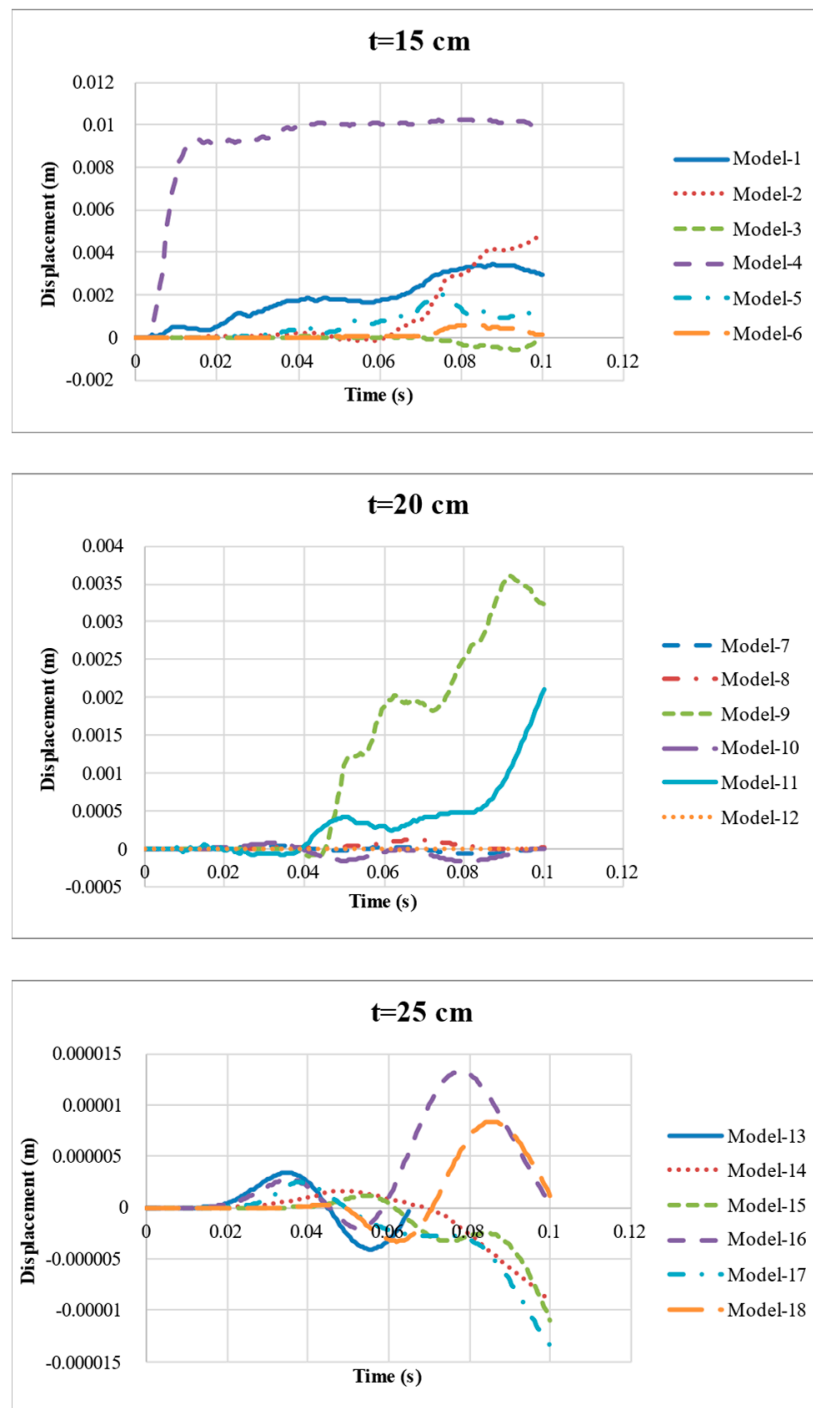 t=15 cm
0.012
0.01
0.008
0.006
0.004
0.002
0
-0.002
Displacement (m)
0 0.02 0.04 0.06 0.08 0.1 0.12
Time (s)
Model-1
Model-2
Model-3
Model-4
Model-5
Model-6
t=20 cm
0.004
0.0035
0.003
0.0025
0.002
0.0015
0.001
0.0005
0
-0.0005
Displacement (m)
0 0.02 0.04 0.06 0.08 0.1 0.12
Time (s)
Model-7
Model-8
Model-9
Model-10
Model-11
Model-12
t=25 cm
0.000015
0.00001
0.000005
0
-0.000005
-0.00001
-0.000015
Displacement (m)
0 0.02 0.04 0.06 0.08 0.1 0.12
Time (s)
Model-13
Model-14
Model-15
Model-16
Model-17
Model-18